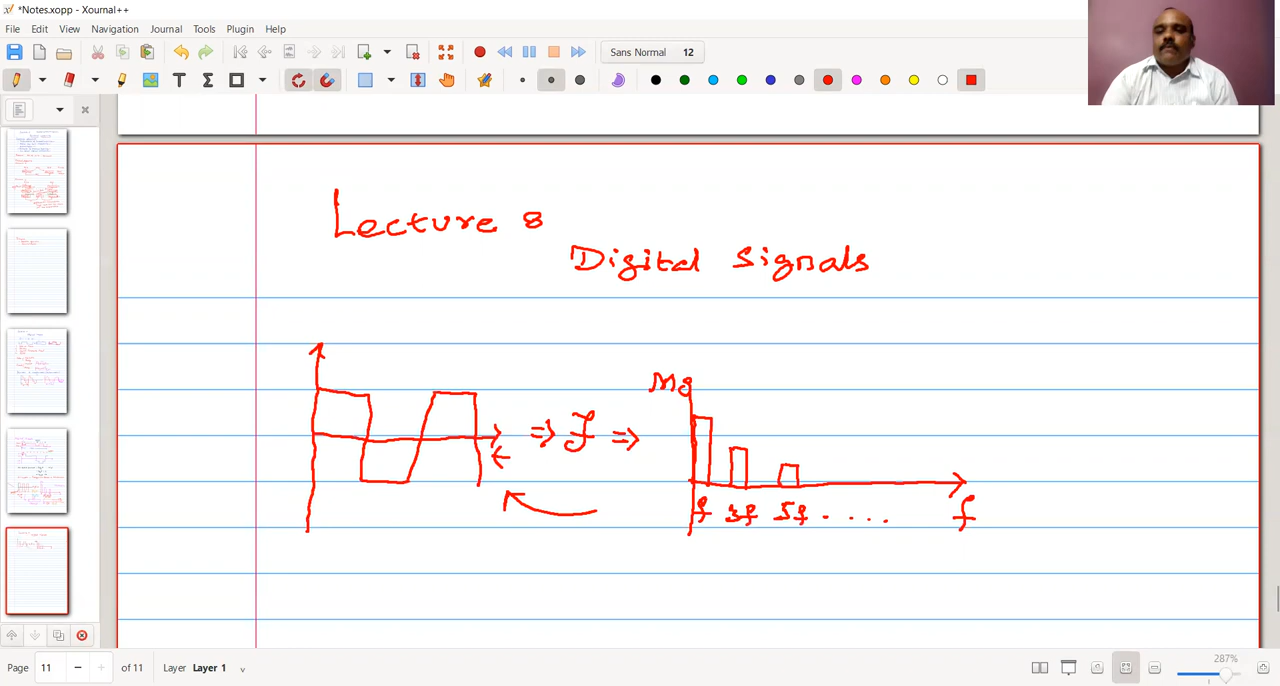 *Notes.xopp - Xournal++
File Edit View Navigation Journal Tools Plugin Help
Sans Normal 12
Lecture 8
Digital Signals
Mg
⇒ F ⇒
f 3f 5f ..... f
Page 11 of 11 Layer Layer 1
287%